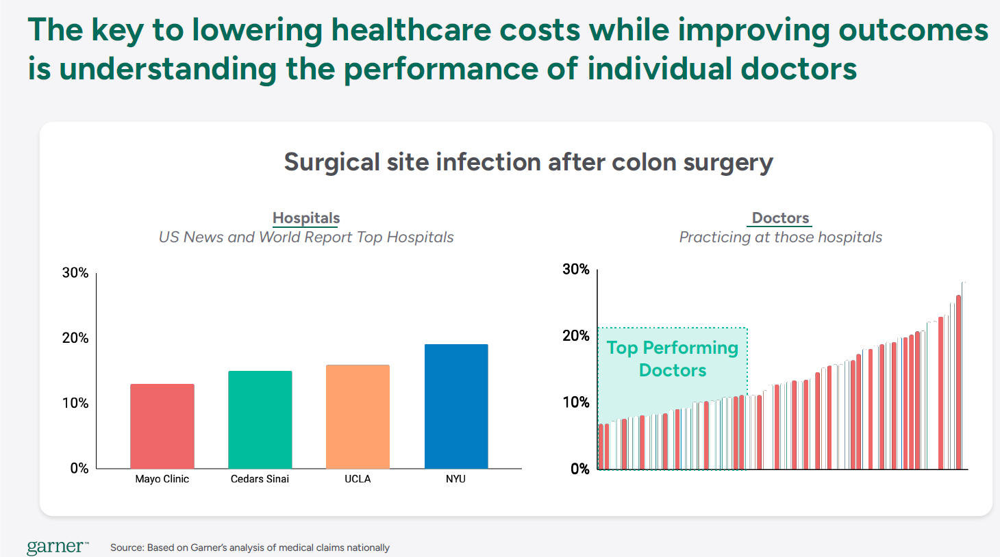 The key to lowering healthcare costs while improving outcomes
is understanding the performance of individual doctors
Surgical site infection after colon surgery
Hospitals
US News and World Report Top Hospitals
30%
20%
10%
0%
Mayo Clinic
Cedars Sinai
UCLA
NYU
Doctors
Practicing at those hospitals
30%
20%
10%
0%
Top Performing
Doctors
garner™
Source: Based on Garner's analysis of medical claims nationally